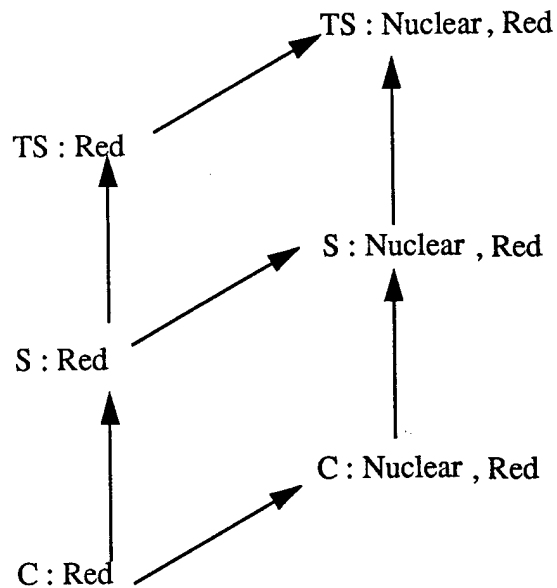 TS : Nuclear , Red
TS : Red
S : Nuclear , Red
S : Red
C : Nuclear , Red
C : Red